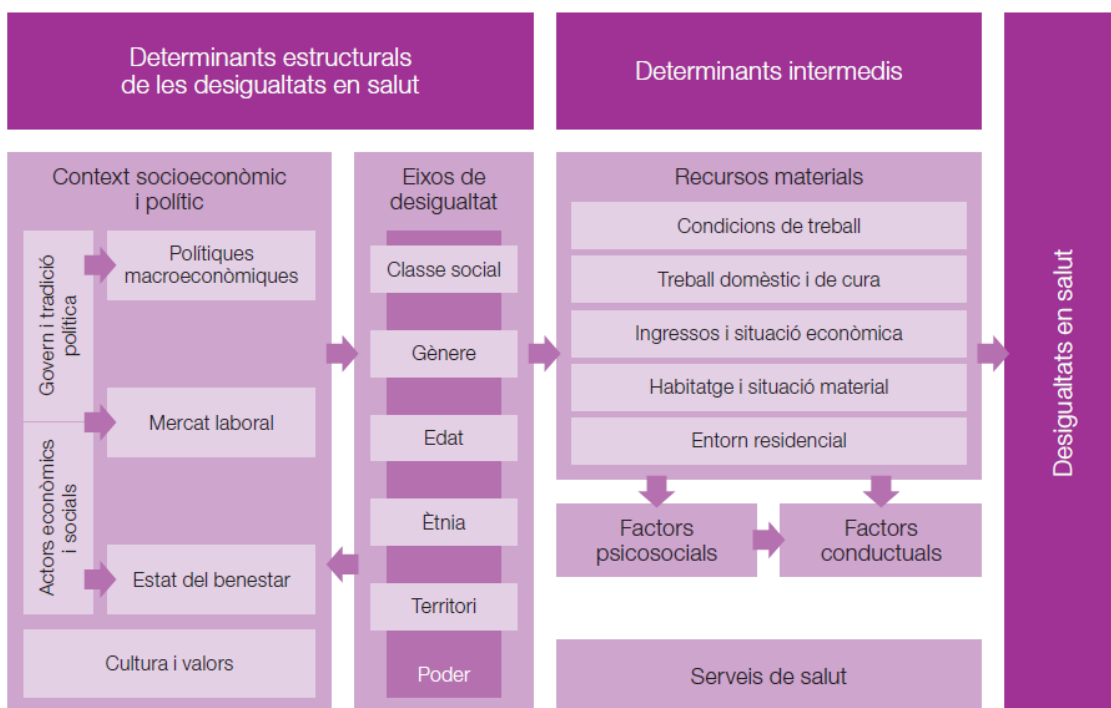 Determinants estructurals
de les desigualtats en salut
Determinants intermedis
Desigualtats en salut
Context socioeconòmic
i polític
Govern i tradició
política
Actors econòmics
i socials
Polítiques
macroeconòmiques
Mercat laboral
Estat del benestar
Cultura i valors
Eixos de
desigualtat
Classe social
Gènere
Edat
Ètnia
Territori
Poder
Recursos materials
Condicions de treball
Treball domèstic i de cura
Ingressos i situació econòmica
Habitatge i situació material
Entorn residencial
Factors
psicosocials
Factors
conductuals
Serveis de salut